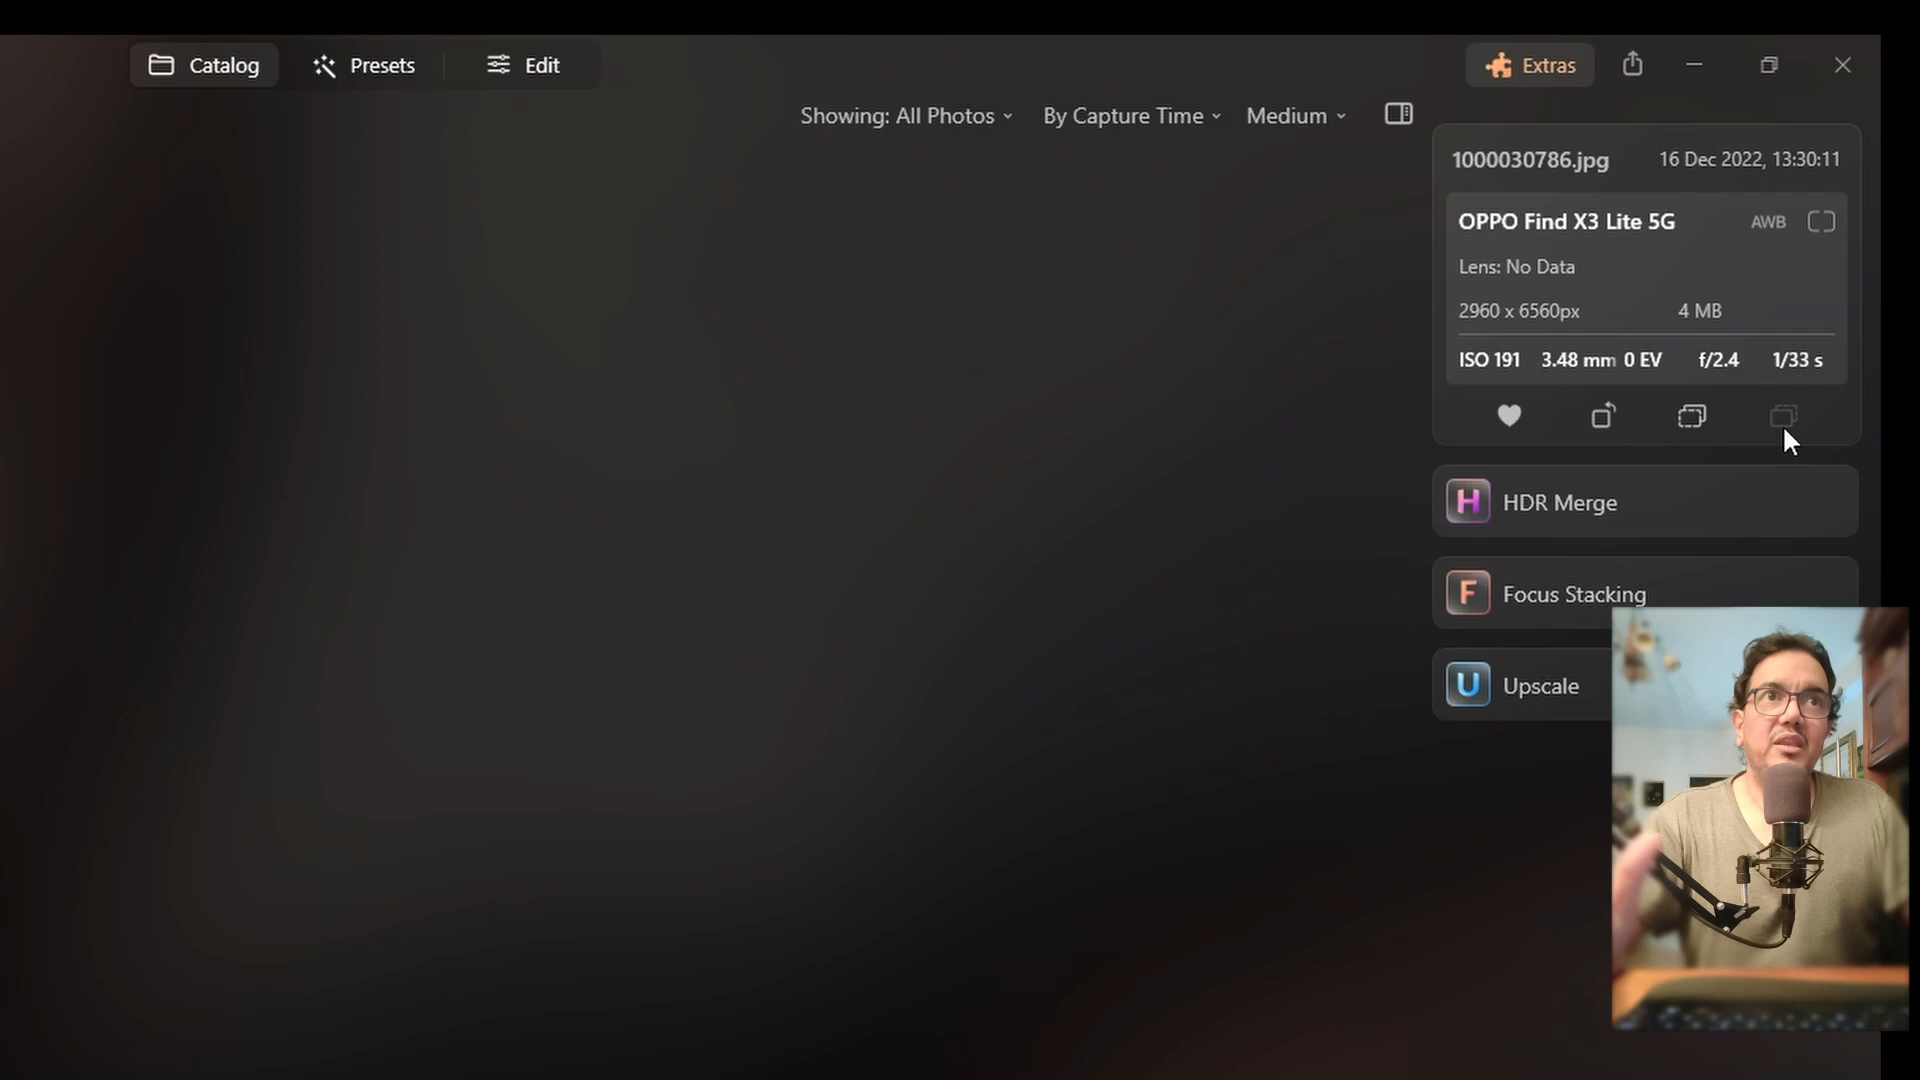 Catalog Presets Edit Extras
Showing: All Photos By Capture Time Medium
1000030786.jpg 16 Dec 2022, 13:30:11
OPPO Find X3 Lite 5G AWB
Lens: No Data
2960 x 6560px 4 MB
ISO 191 3.48 mm 0 EV f/2.4 1/33 s
H HDR Merge
F Focus Stacking
U Upscale